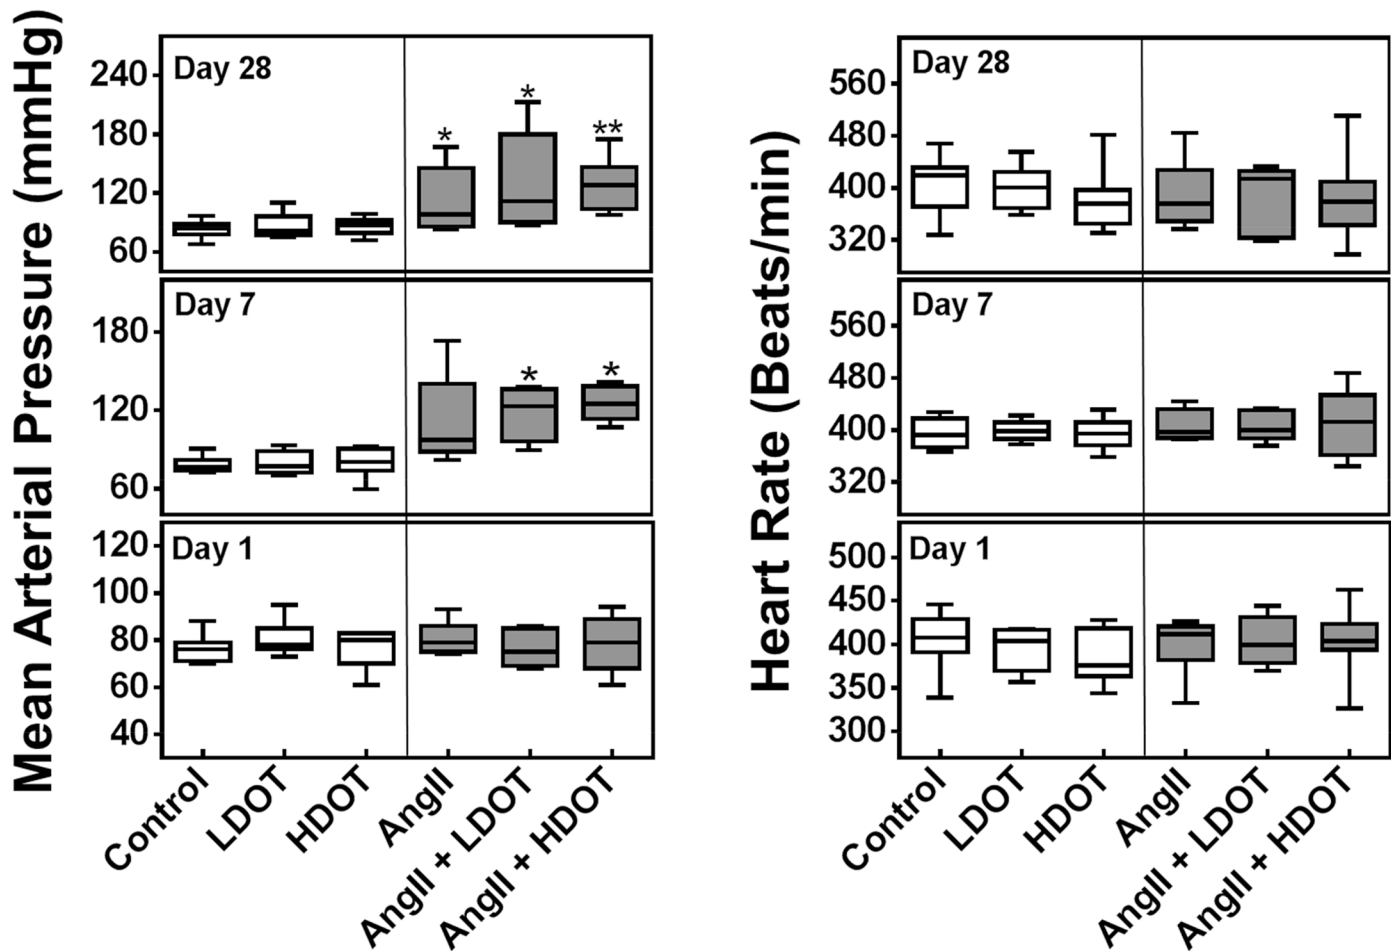 Mean Arterial Pressure (mmHg)
Day 28
240
180
120
60
*
*
**
Day 7
180
120
60
*
*
Day 1
120
100
80
60
40
Control
LDOT
HDOT
AngII
AngII + LDOT
AngII + HDOT
Heart Rate (Beats/min)
Day 28
560
480
400
320
Day 7
560
480
400
320
Day 1
500
450
400
350
300
Control
LDOT
HDOT
AngII
AngII + LDOT
AngII + HDOT